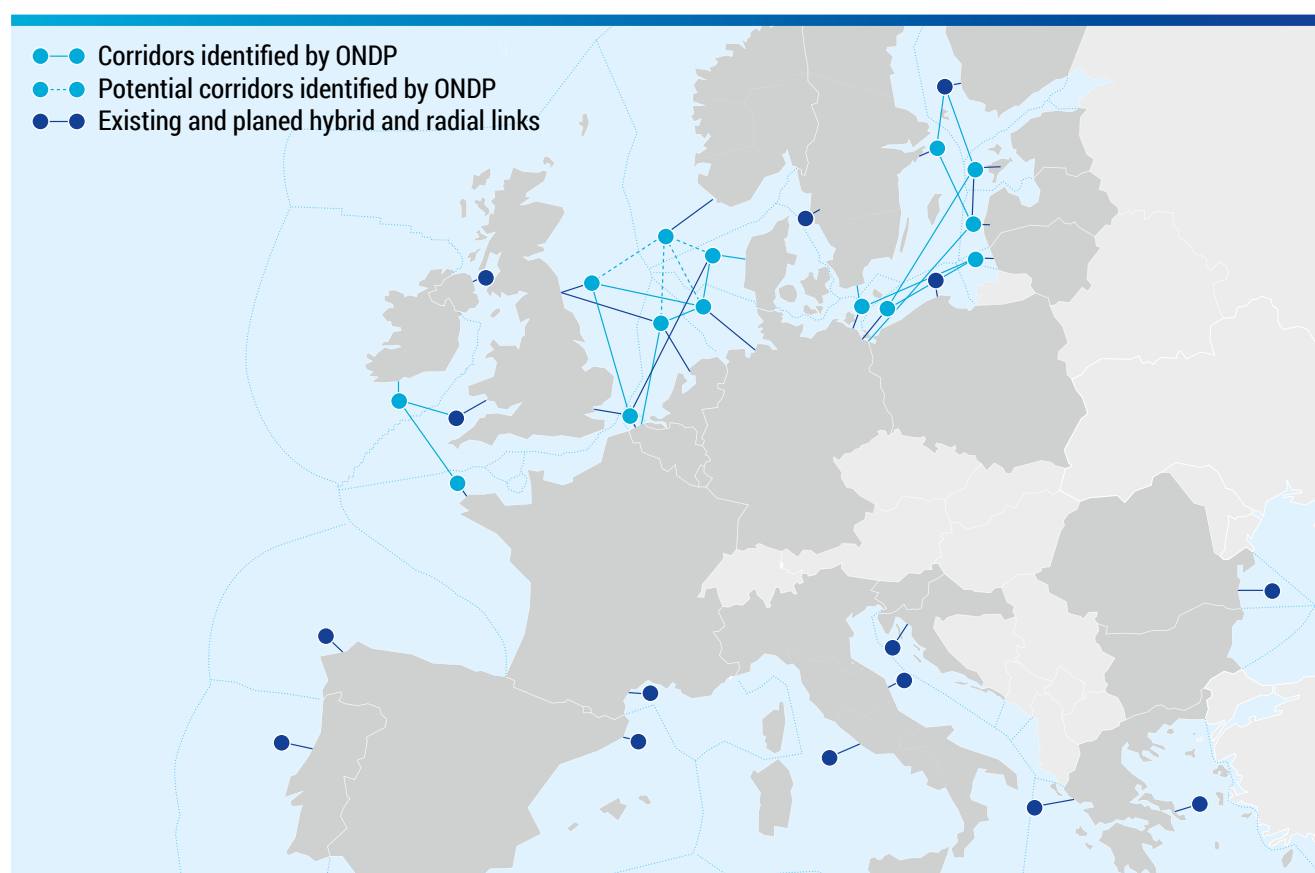 Corridors identified by ONDP
Potential corridors identified by ONDP
Existing and planed hybrid and radial links